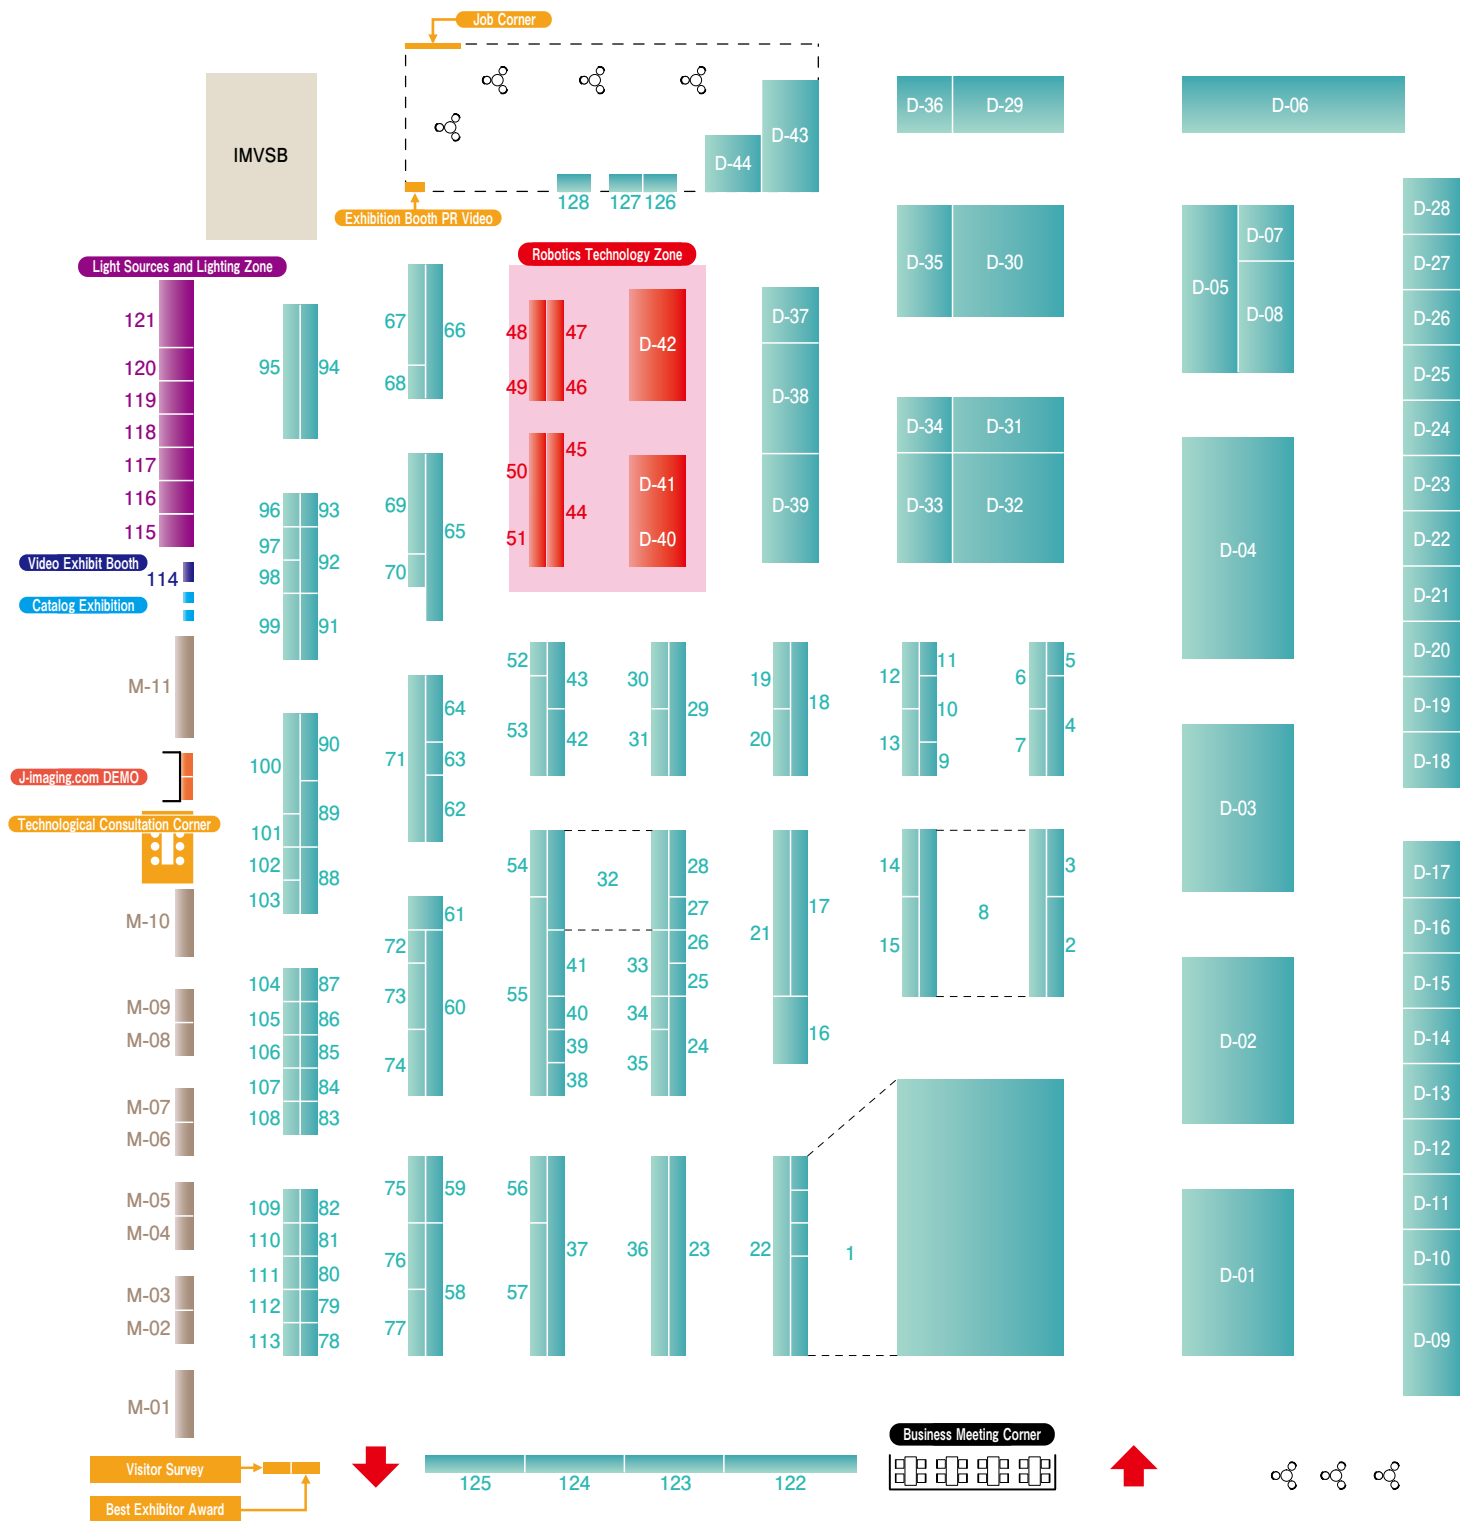 Job Corner
D-36
D-29
D-06
D-43
IMVSB
D-44
128
127
126
Exhibition Booth PR Video
D-28
D-07
Robotics Technology Zone
D-35
D-30
D-27
Light Sources and Lighting Zone
D-05
D-08
D-26
121
67
66
48
47
D-37
D-42
120
95
94
68
49
46
D-25
119
D-38
118
D-34
D-31
D-24
117
50
45
116
96
93
69
65
44
D-41
D-39
D-33
D-32
D-23
115
97
51
D-40
D-22
Video Exhibit Booth
114
98
92
70
D-04
Catalog Exhibition
D-21
99
91
52
43
30
19
18
12
11
6
5
D-20
M-11
64
29
10
4
D-19
90
53
42
31
20
13
7
100
71
63
9
D-18
J-imaging.com DEMO
89
62
D-03
Technological Consultation Corner
101
102
88
54
32
28
14
3
D-17
103
61
27
17
8
M-10
72
26
21
15
2
D-16
104
87
73
60
41
33
25
D-15
M-09
105
86
55
40
34
M-08
106
85
74
39
24
16
D-02
D-14
107
84
38
35
D-13
M-07
108
83
M-06
D-12
M-05
109
82
75
59
56
D-11
M-04
110
81
76
37
36
23
22
1
D-10
111
80
D-01
M-03
112
79
58
57
M-02
113
78
77
D-09
M-01
Business Meeting Corner
Visitor Survey
125
124
123
122
Best Exhibitor Award